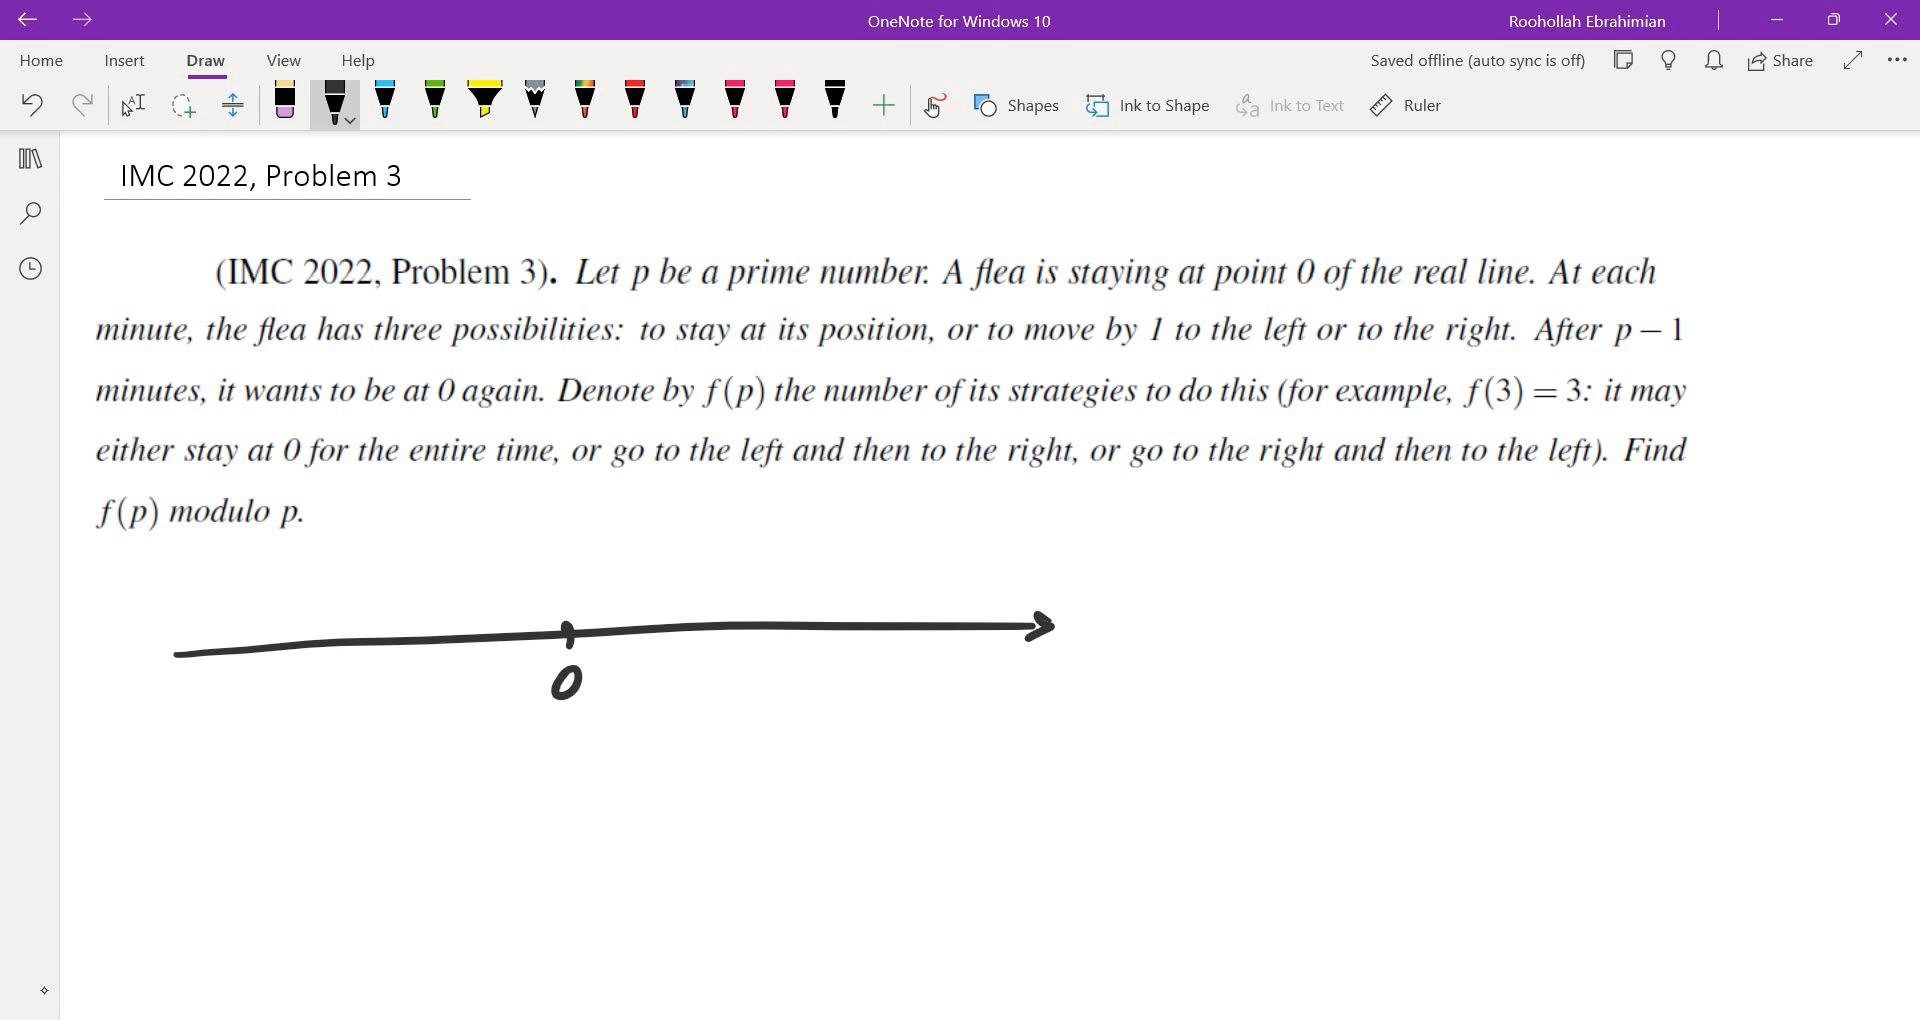 OneNote for Windows 10
Roohollah Ebrahimian
Home Insert Draw View Help
Saved offline (auto sync is off) Share
Shapes Ink to Shape Ink to Text Ruler
IMC 2022, Problem 3
(IMC 2022, Problem 3). Let p be a prime number. A flea is staying at point 0 of the real line. At each
minute, the flea has three possibilities: to stay at its position, or to move by 1 to the left or to the right. After p − 1
minutes, it wants to be at 0 again. Denote by f(p) the number of its strategies to do this (for example, f(3) = 3: it may
either stay at 0 for the entire time, or go to the left and then to the right, or go to the right and then to the left). Find
f(p) modulo p.
0